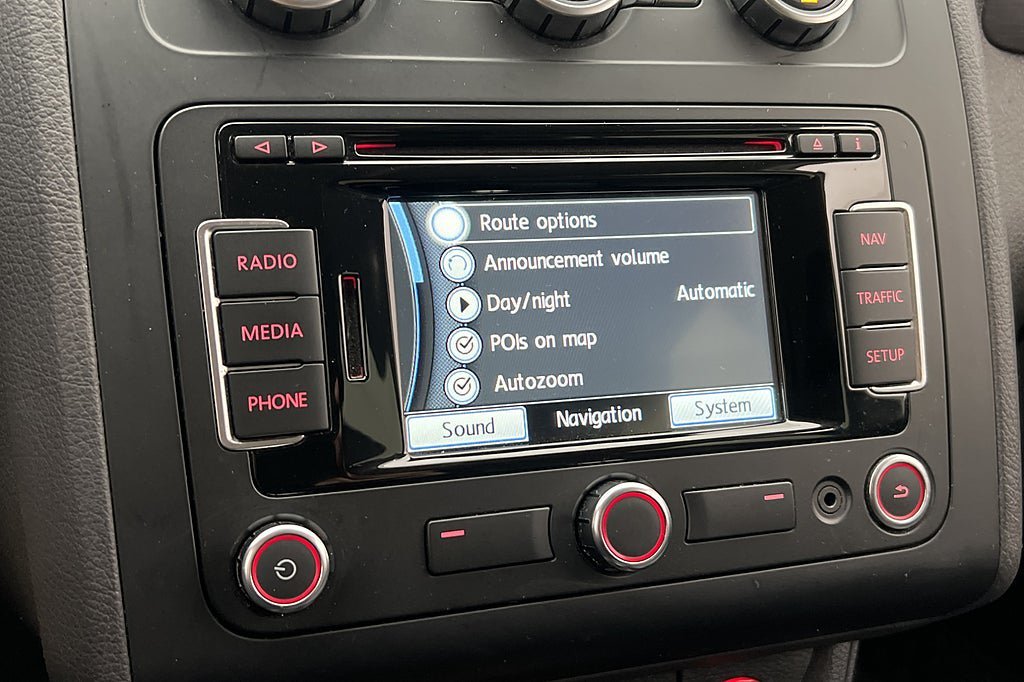 i
RADIO
MEDIA
PHONE
Route options
Announcement volume
Day/night Automatic
POIs on map
Autozoom
Sound Navigation System
NAV
TRAFFIC
SETUP